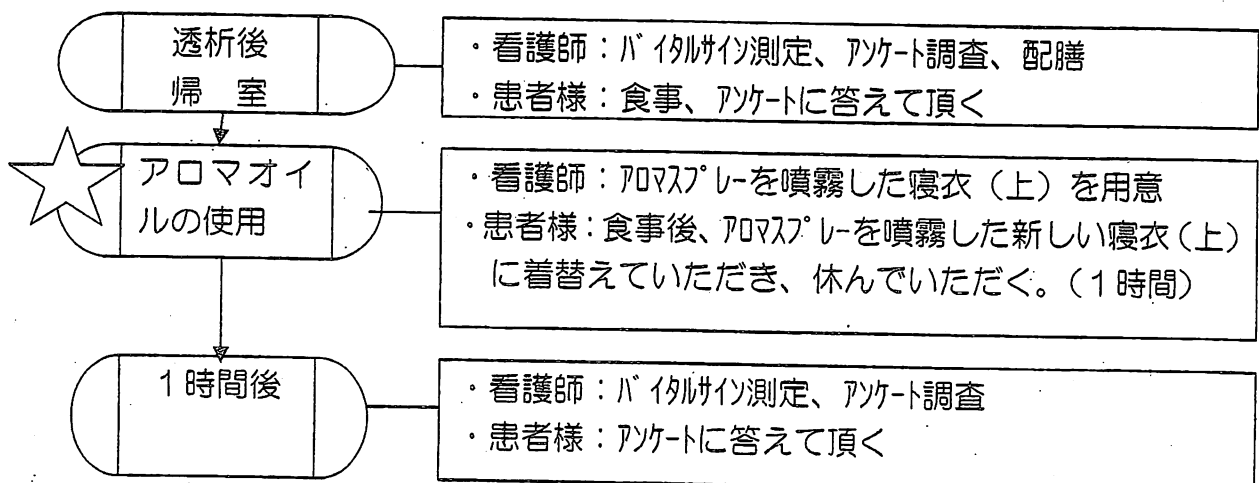 透析後
帰　室
・看護師：ﾊﾞｲﾀﾙｻｲﾝ測定、ｱﾝｹｰﾄ調査、配膳
・患者様：食事、ｱﾝｹｰﾄに答えて頂く
アロマオイ
ルの使用
・看護師：ｱﾛﾏｽﾌﾟﾚｰを噴霧した寝衣（上）を用意
・患者様：食事後、ｱﾛﾏｽﾌﾟﾚｰを噴霧した新しい寝衣（上）
に着替えていただき、休んでいただく。（１時間）
１時間後
・看護師：ﾊﾞｲﾀﾙｻｲﾝ測定、ｱﾝｹｰﾄ調査
・患者様：ｱﾝｹｰﾄに答えて頂く